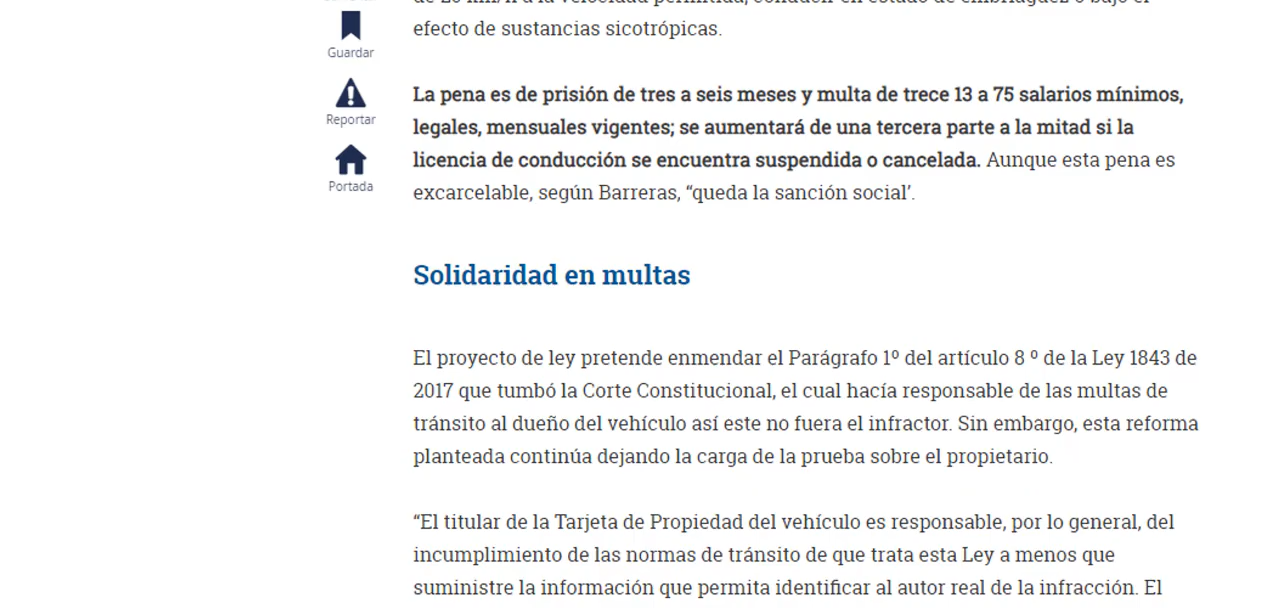 efecto de sustancias sicotrópicas.
Guardar
Reportar
Portada
La pena es de prisión de tres a seis meses y multa de trece 13 a 75 salarios mínimos,
legales, mensuales vigentes; se aumentará de una tercera parte a la mitad si la
licencia de conducción se encuentra suspendida o cancelada. Aunque esta pena es
excarcelable, según Barreras, “queda la sanción social’.
Solidaridad en multas
El proyecto de ley pretende enmendar el Parágrafo 1º del artículo 8 º de la Ley 1843 de
2017 que tumbó la Corte Constitucional, el cual hacía responsable de las multas de
tránsito al dueño del vehículo así este no fuera el infractor. Sin embargo, esta reforma
planteada continúa dejando la carga de la prueba sobre el propietario.
“El titular de la Tarjeta de Propiedad del vehículo es responsable, por lo general, del
incumplimiento de las normas de tránsito de que trata esta Ley a menos que
suministre la información que permita identificar al autor real de la infracción. El